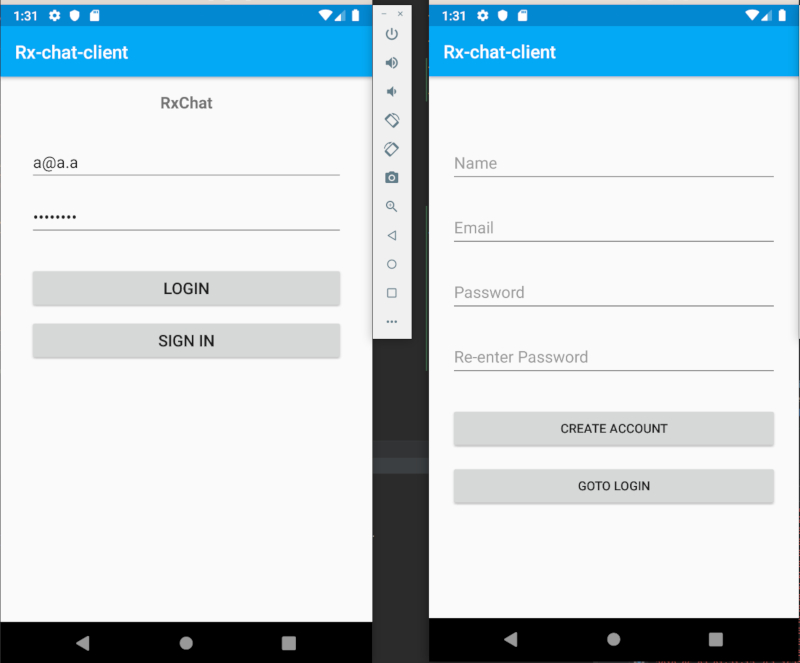 1:31
Rx-chat-client
RxChat
a@a.a
••••••••
LOGIN
SIGN IN
1:31
Rx-chat-client
Name
Email
Password
Re-enter Password
CREATE ACCOUNT
GOTO LOGIN